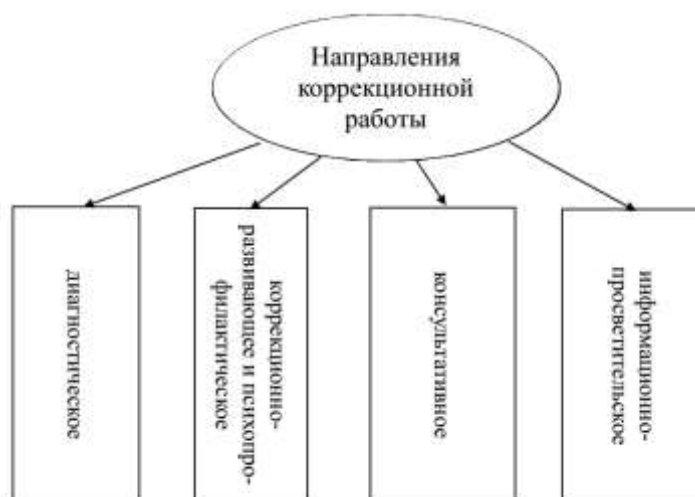 Направления
коррекционной
работы
диагностическое
коррекционно-
развивающее и психопро-
филактическое
консультативное
информационно-
просветительское